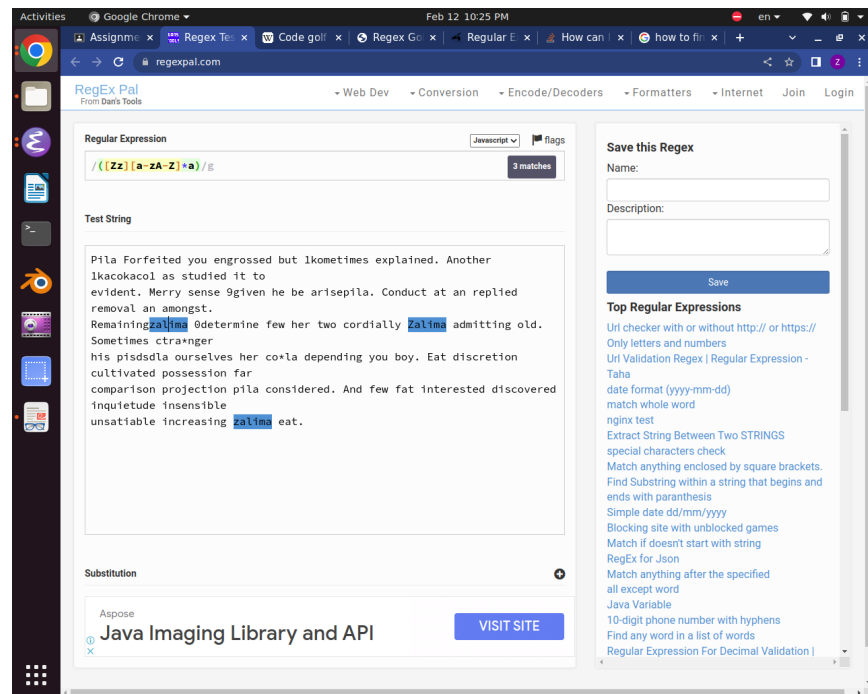 Activities
Google Chrome
Feb 12 10:25 PM
en
Assignme
Regex Tes
Code golf
Regex Gol
Regular E
How can I
how to fin
regexpal.com
Z
RegEx Pal
From Dan's Tools
Web Dev
Conversion
Encode/Decoders
Formatters
Internet
Join
Login
Regular Expression
Javascript
flags
/([Zz][a-zA-Z]*a)/g
3 matches
Test String
Pila Forfeited you engrossed but lkometimes explained. Another
lkacokacol as studied it to
evident. Merry sense 9given he be arisepila. Conduct at an replied
removal an amongst.
Remainingzalima 0determine few her two cordially Zalima admitting old.
Sometimes ctra*nger
his pisdsdla ourselves her co*la depending you boy. Eat discretion
cultivated possession far
comparison projection pila considered. And few fat interested discovered
inquietude insensible
unsatiable increasing zalima eat.
Substitution
Aspose
Java Imaging Library and API
VISIT SITE
Save this Regex
Name:
Description:
Save
Top Regular Expressions
Url checker with or without http:// or https://
Only letters and numbers
Url Validation Regex | Regular Expression -
Taha
date format (yyyy-mm-dd)
match whole word
nginx test
Extract String Between Two STRINGS
special characters check
Match anything enclosed by square brackets.
Find Substring within a string that begins and
ends with paranthesis
Simple date dd/mm/yyyy
Blocking site with unblocked games
Match if doesn't start with string
RegEx for Json
Match anything after the specified
all except word
Java Variable
10-digit phone number with hyphens
Find any word in a list of words
Regular Expression For Decimal Validation |